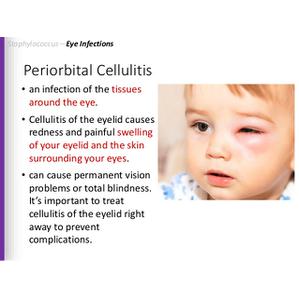 Staphylococcus – Eye Infections
Periorbital Cellulitis
• an infection of the tissues
around the eye.
• Cellulitis of the eyelid causes
redness and painful swelling
of your eyelid and the skin
surrounding your eyes.
• can cause permanent vision
problems or total blindness.
It's important to treat
cellulitis of the eyelid right
away to prevent
complications.